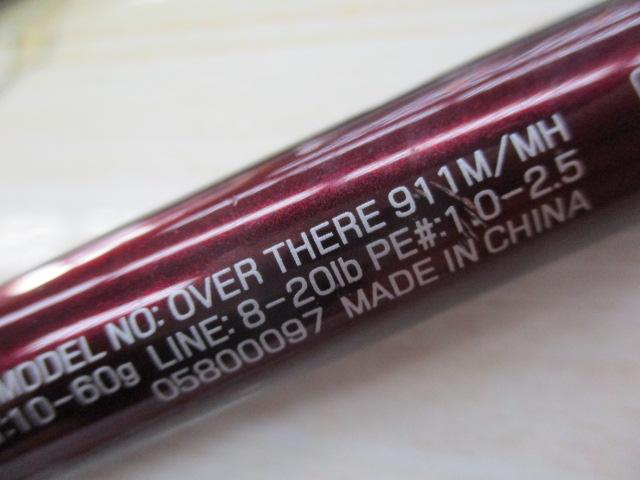 MODEL NO: OVER THERE 911M/MH
:10-60g LINE: 8-20lb PE#:1.0-2.5
05800097 MADE IN CHINA